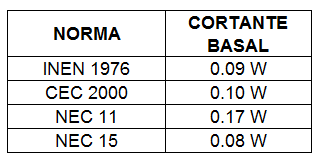 NORMA CORTANTE BASAL
INEN 1976 0.09 W
CEC 2000 0.10 W
NEC 11 0.17 W
NEC 15 0.08 W